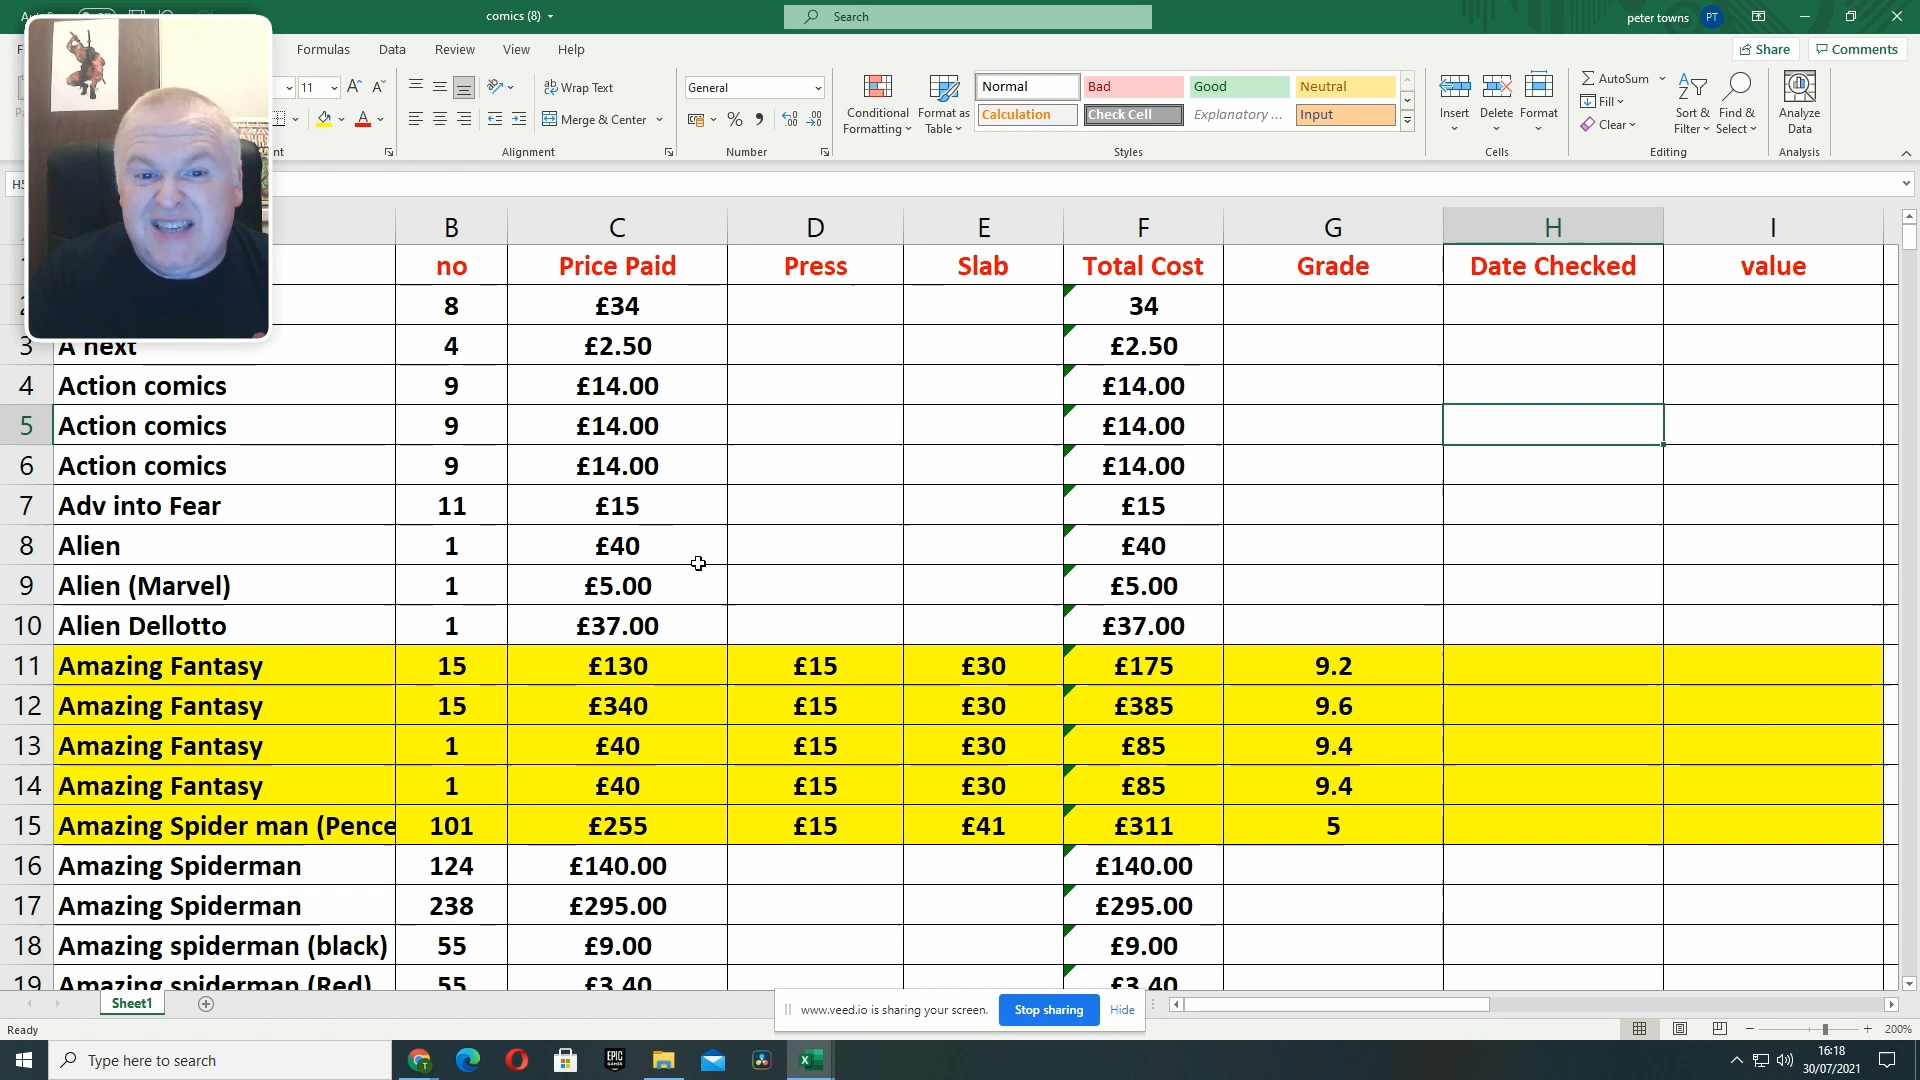 comics (8)
Search
peter towns
PT
Formulas Data Review View Help
Share
Comments
11
Wrap Text
Merge & Center
Alignment
General
Number
Conditional Formatting
Format as Table
Normal Bad Good Neutral
Calculation Check Cell Explanatory ... Input
Styles
Insert Delete Format
Cells
AutoSum
Fill
Clear
Sort & Filter
Find & Select
Editing
Analyze Data
Analysis
B C D E F G H I
no Price Paid Press Slab Total Cost Grade Date Checked value
8 £34 34
3 A next 4 £2.50 £2.50
4 Action comics 9 £14.00 £14.00
5 Action comics 9 £14.00 £14.00
6 Action comics 9 £14.00 £14.00
7 Adv into Fear 11 £15 £15
8 Alien 1 £40 £40
9 Alien (Marvel) 1 £5.00 £5.00
10 Alien Dellotto 1 £37.00 £37.00
11 Amazing Fantasy 15 £130 £15 £30 £175 9.2
12 Amazing Fantasy 15 £340 £15 £30 £385 9.6
13 Amazing Fantasy 1 £40 £15 £30 £85 9.4
14 Amazing Fantasy 1 £40 £15 £30 £85 9.4
15 Amazing Spider man (Pence 101 £255 £15 £41 £311 5
16 Amazing Spiderman 124 £140.00 £140.00
17 Amazing Spiderman 238 £295.00 £295.00
18 Amazing spiderman (black) 55 £9.00 £9.00
19 Amazing spiderman (Red) 55 £3.40 £3.40
Sheet1
www.veed.io is sharing your screen.
Stop sharing
Hide
Ready
200%
Type here to search
EPIC GAMES
16:18
30/07/2021